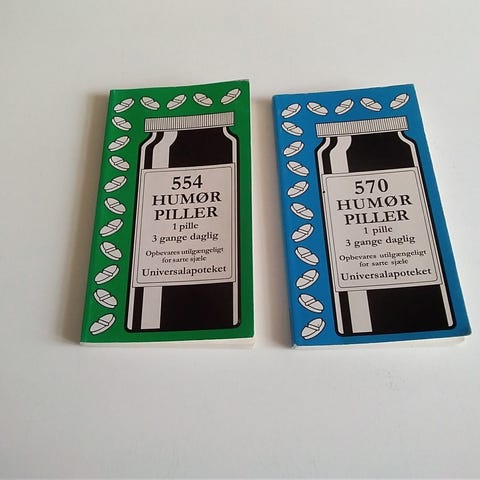 554
HUMØR
PILLER
1 pille
3 gange daglig
Opbevares utilgængeligt
for sarte sjæle
Universalapoteket
570
HUMØR
PILLER
1 pille
3 gange daglig
Opbevares utilgængeligt
for sarte sjæle
Universalapoteket